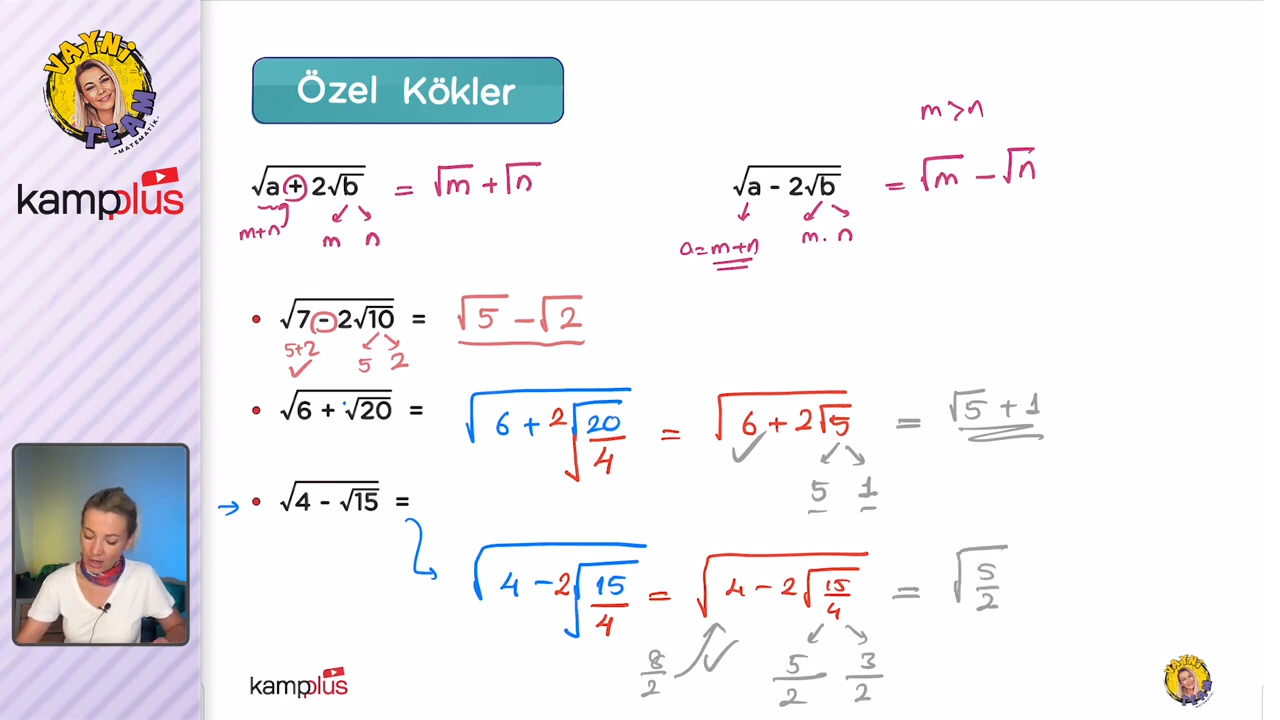 VAYNİ TEAM
-MATEMATİK-
kampplus
Özel Kökler
m>n
√(a + 2√b) = √m + √n
m+n m n
√(a - 2√b) = √m - √n
a=m+n m.n
• √(7 - 2√10) = √5 - √2
5+2 ✓ 5 2
• √(6 + √20) = √(6 + 2√(20/4)) = √(6 + 2√5) = √5 + 1
✓ 5 1
→ • √(4 - √15) =
√(4 - 2√(15/4)) = √(4 - 2√(15/4)) = √(5/2)
8/2 ✓ 5/2 3/2
kampplus
VAYNİ TEAM